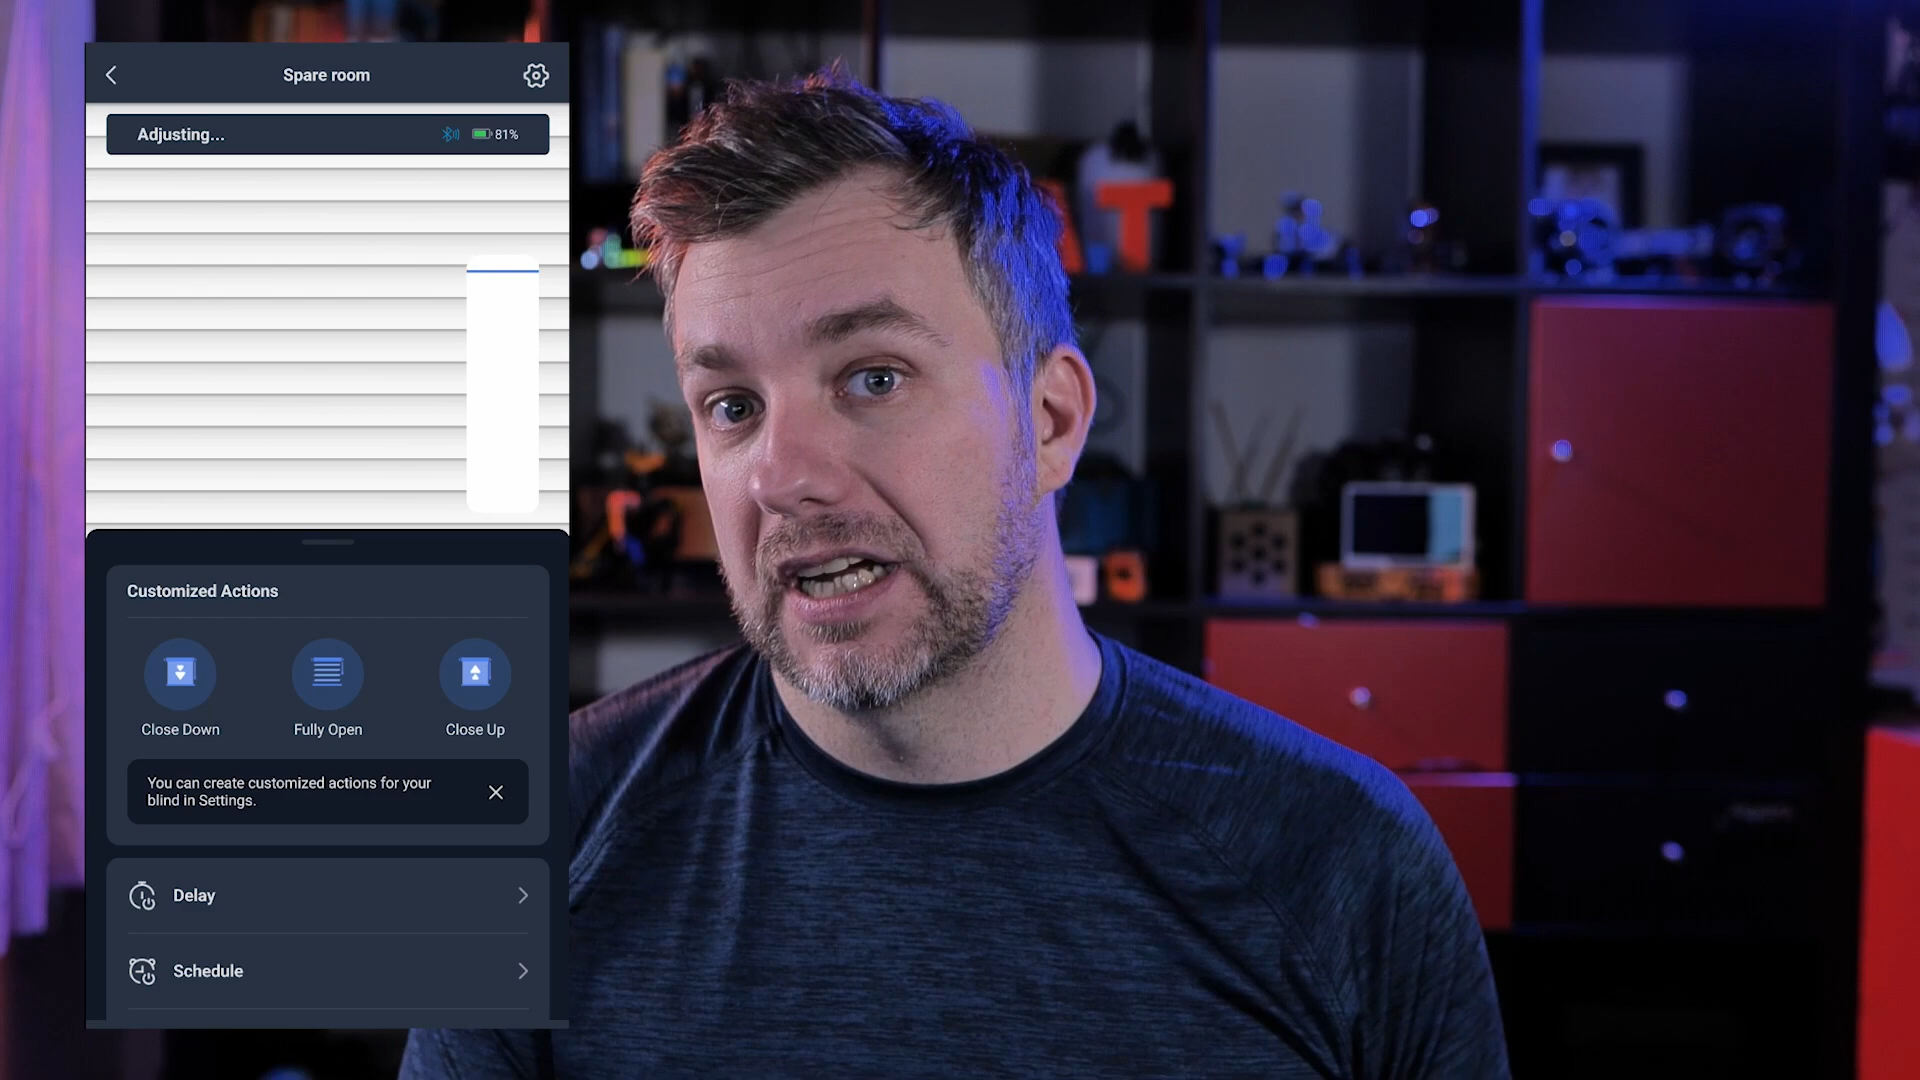 Spare room
Adjusting...
81%
Customized Actions
Close Down
Fully Open
Close Up
You can create customized actions for your
blind in Settings.
Delay
Schedule
AT